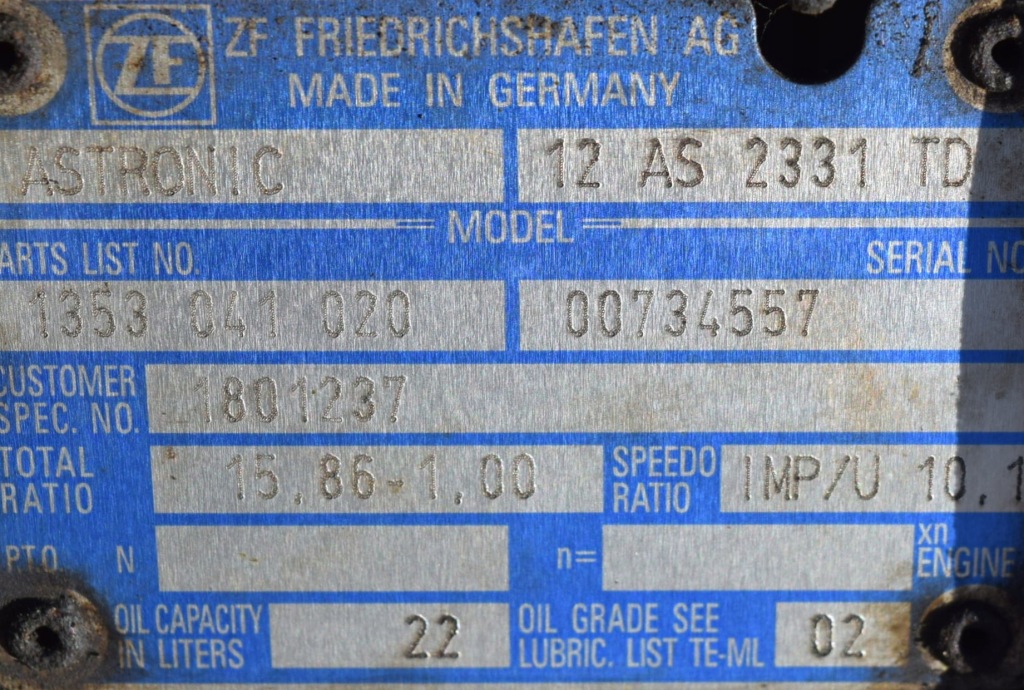 ZF ZF FRIEDRICHSHAFEN AG
MADE IN GERMANY
ASTRONIC 12 AS 2331 TD
MODEL
ARTS LIST NO. SERIAL NO
1353 041 020 00734557
CUSTOMER
SPEC. NO. 1801237
TOTAL
RATIO 15,86-1,00 SPEEDO
RATIO IMP/U 10,1
P.T.O. N n= xn
ENGINE
OIL CAPACITY
IN LITERS 22 OIL GRADE SEE
LUBRIC. LIST TE-ML 02